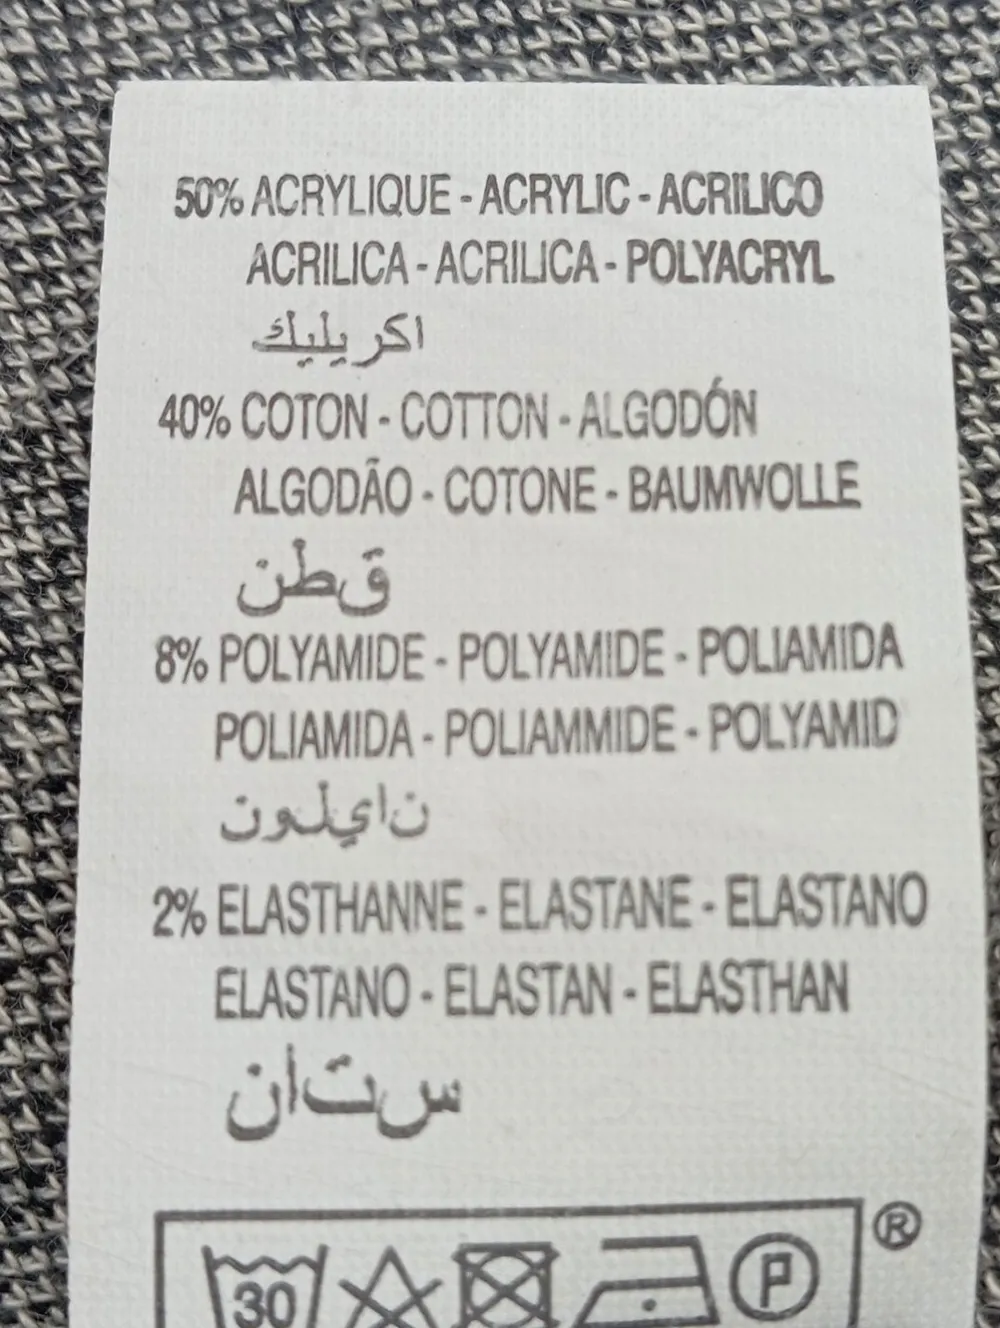 50% ACRYLIQUE - ACRYLIC - ACRILICO
ACRILICA - ACRILICA - POLYACRYL
اكريليك
40% COTON - COTTON - ALGODÓN
ALGODÃO - COTONE - BAUMWOLLE
قطن
8% POLYAMIDE - POLYAMIDE - POLIAMIDA
POLIAMIDA - POLIAMMIDE - POLYAMID
نايلون
2% ELASTHANNE - ELASTANE - ELASTANO
ELASTANO - ELASTAN - ELASTHAN
ستان
®
30 P